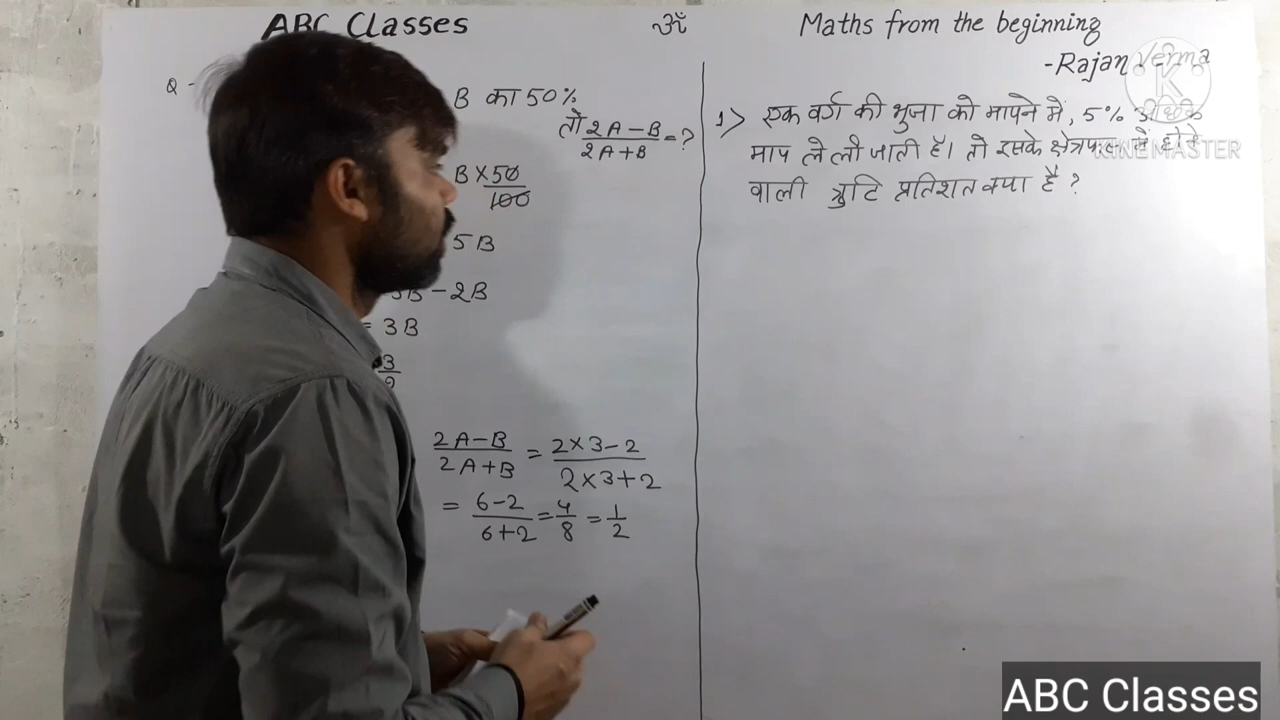 ABC Classes
ॐ
Maths from the beginning
-Rajan Verma
Q -
B का 50%
तो 2A-B/2A+B = ?
B × 50/100
5B
- 2B
= 3B
3
2A-B/2A+B = 2×3-2/2×3+2
= 6-2/6+2 = 4/8 = 1/2
1> एक वर्ग की भुजा को मापने में, 5% अधिक
माप ले ली जाती है। तो इसके क्षेत्रफल में होने
वाली त्रुटि प्रतिशत क्या है ?
KINEMASTER
ABC Classes